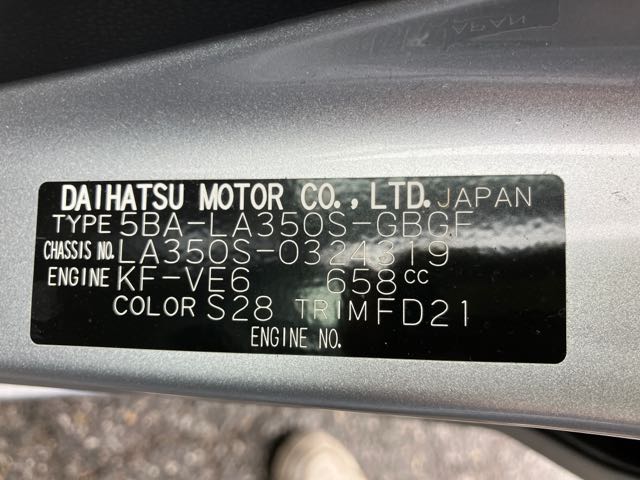 DAIHATSU MOTOR CO., LTD. JAPAN
TYPE 5BA-LA350S-GBGF
CHASSIS NO. LA350S-0324319
ENGINE KF-VE6 658cc
COLOR S28 TRIM FD21
ENGINE NO.